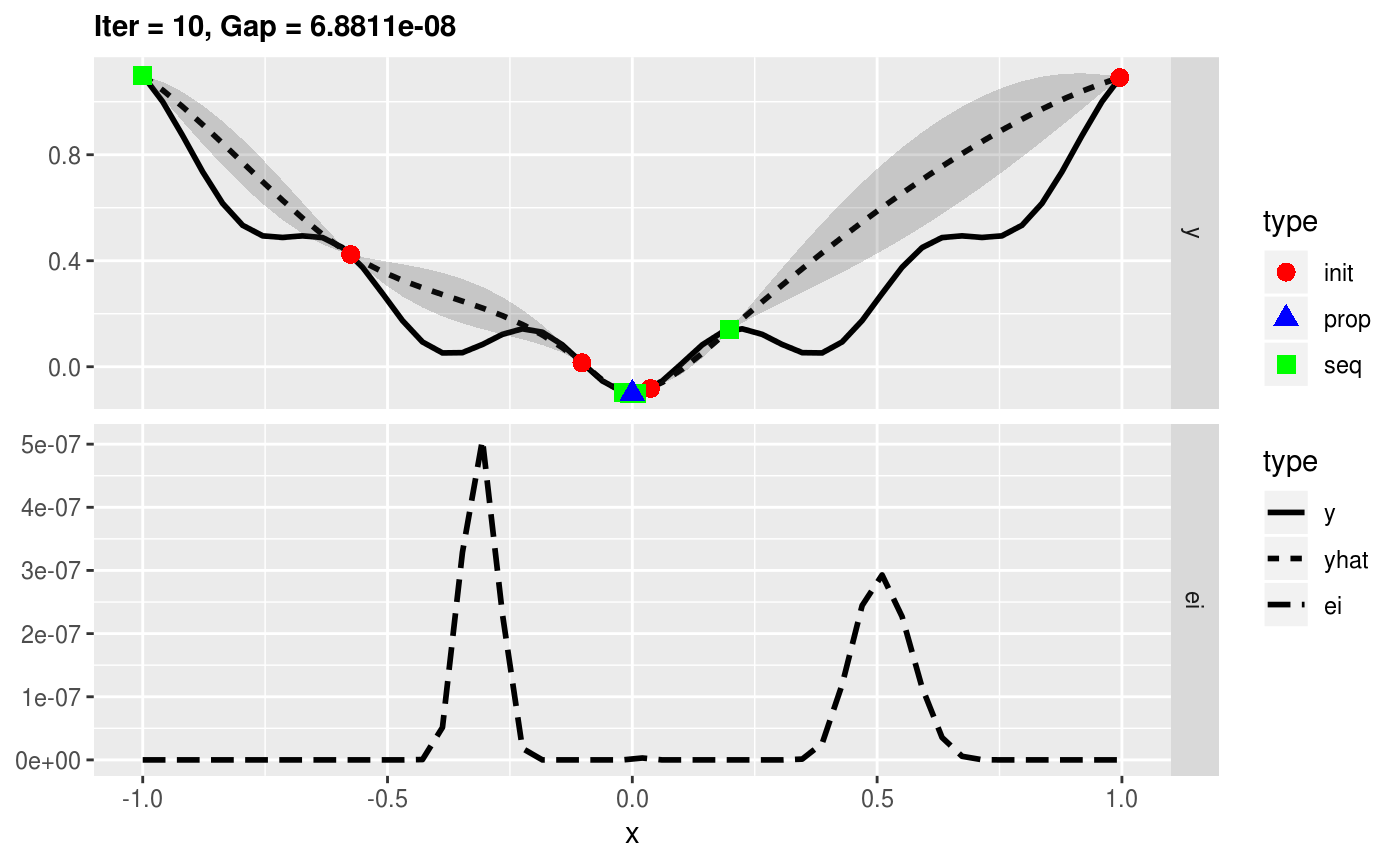 Iter = 10, Gap = 6.8811e-08
0.8
0.4
0.0
y
5e-07
4e-07
3e-07
2e-07
1e-07
0e+00
ei
-1.0 -0.5 0.0 0.5 1.0
x
type
init
prop
seq
type
y
yhat
ei